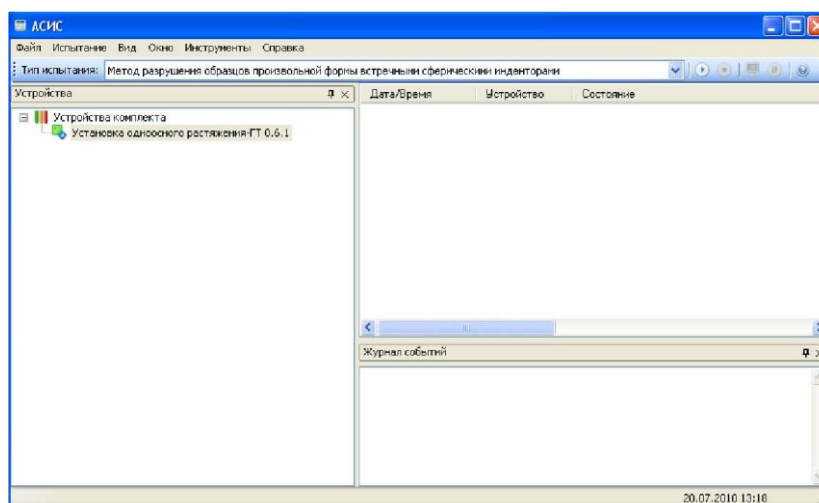 АСИС
Файл Испытание Вид Окно Инструменты Справка
Тип испытания: Метод разрушения образцов произвольной формы встречными сферическими инденторами
Устройства
Дата/Время Устройство Состояние
Устройства комплекта
Установка одноосного растяжения-ГТ 0.6.1
Журнал событий
20.07.2010 13:18